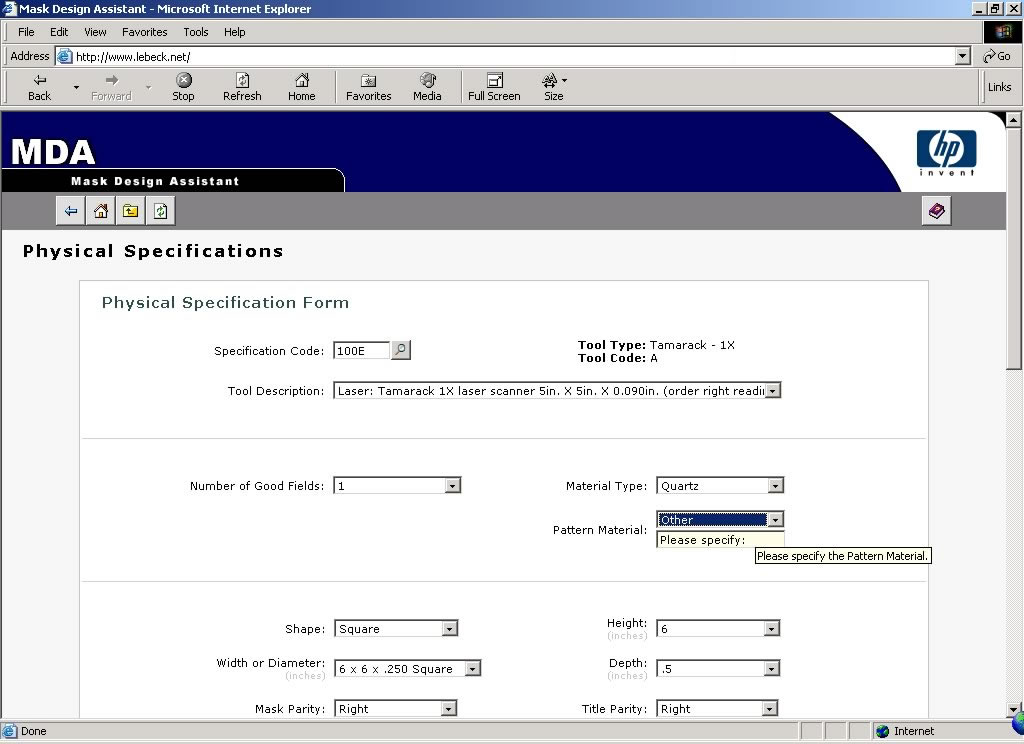 Mask Design Assistant - Microsoft Internet Explorer
File Edit View Favorites Tools Help
Address http://www.lebeck.net/ Go
Back Forward Stop Refresh Home Favorites Media Full Screen Size Links
MDA
Mask Design Assistant
hp
invent
Physical Specifications
Physical Specification Form
Specification Code: 100E
Tool Type: Tamarack - 1X
Tool Code: A
Tool Description: Laser: Tamarack 1X laser scanner 5in. X 5in. X 0.090in. (order right readi
Number of Good Fields: 1 Material Type: Quartz
Pattern Material: Other
Please specify:
Please specify the Pattern Material.
Shape: Square Height: 6
(inches)
Width or Diameter: 6 x 6 x .250 Square Depth: .5
(inches) (inches)
Mask Parity: Right Title Parity: Right
Done Internet